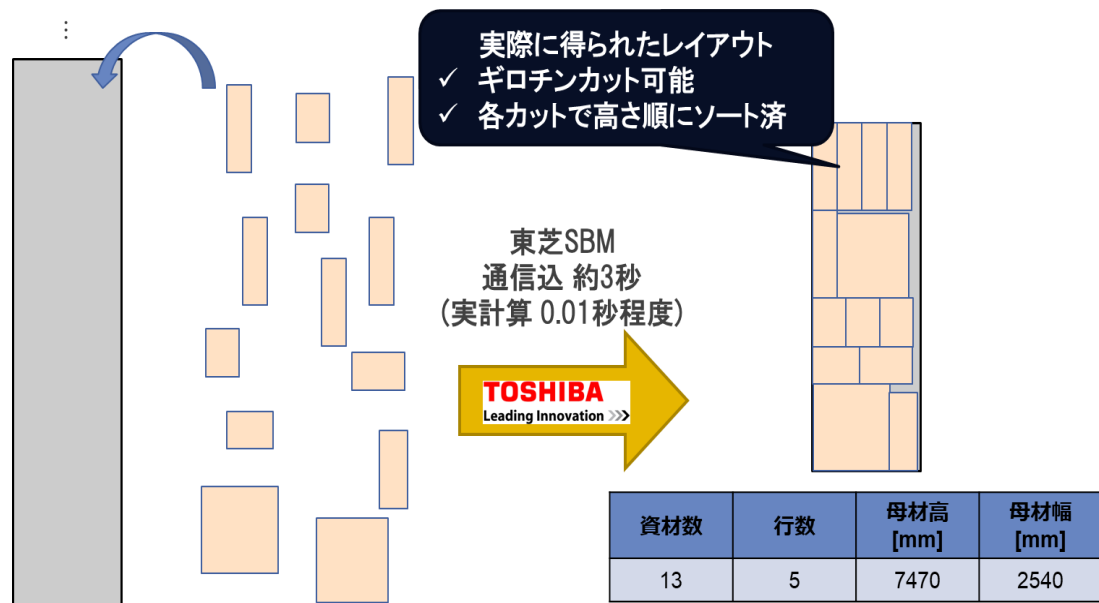 ⋮
実際に得られたレイアウト
✓ ギロチンカット可能
✓ 各カットで高さ順にソート済
東芝SBM
通信込 約3秒
(実計算 0.01秒程度)
TOSHIBA
Leading Innovation >>>
資材数 行数 母材高 [mm] 母材幅 [mm]
13 5 7470 2540